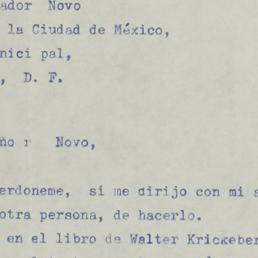 ador Novo
la Ciudad de México,
nici pal,
, D. F.
ño r Novo,
erdoneme, si me dirijo con mi
otra persona, de hacerlo.
en el libro de Walter Krickeber